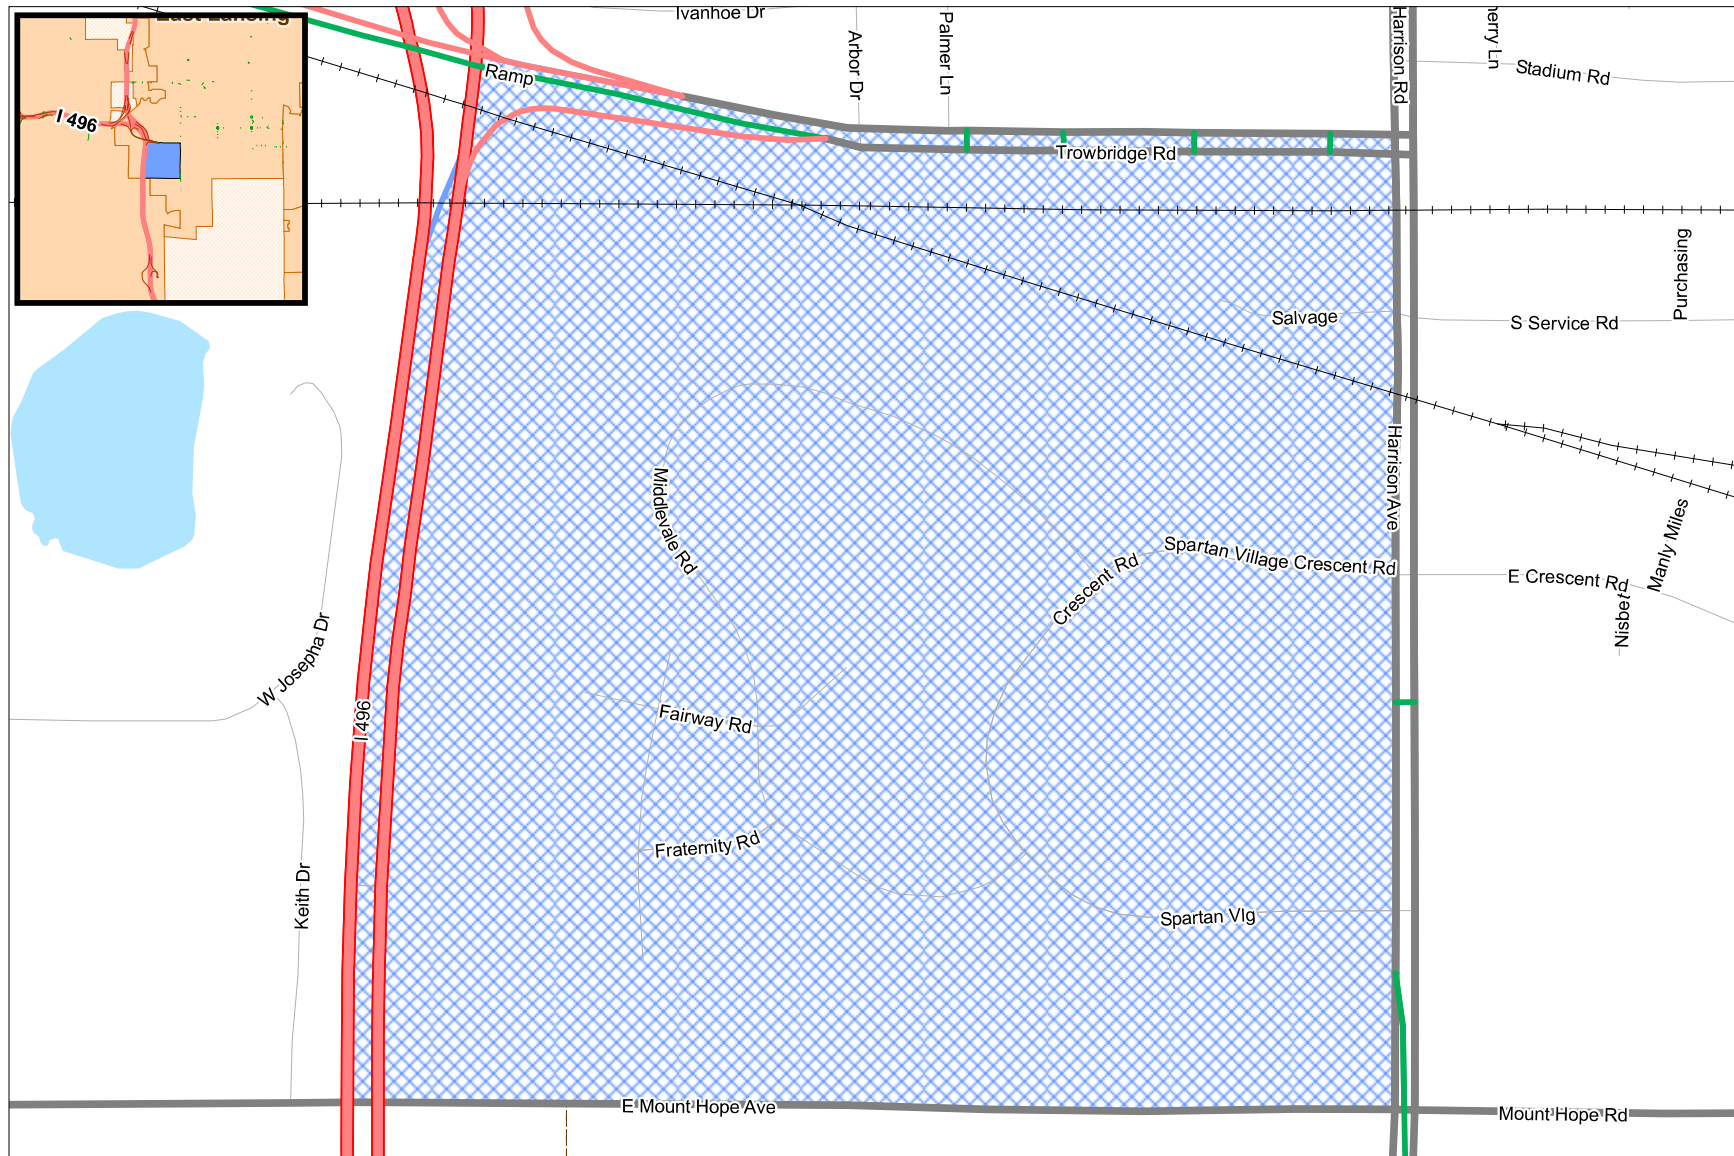 East Lansing
I 496
Ivanhoe Dr
Arbor Dr
Palmer Ln
Harrison Rd
Stadium Rd
Ramp
Trowbridge Rd
Purchasing
Salvage
S Service Rd
Harrison Ave
Middlevale Rd
Manly Miles
Crescent Rd
Spartan Village Crescent Rd
E Crescent Rd
Nisbet
W Josepha Dr
I 496
Fairway Rd
Fraternity Rd
Keith Dr
Spartan Vlg
E Mount Hope Ave
Mount Hope Rd